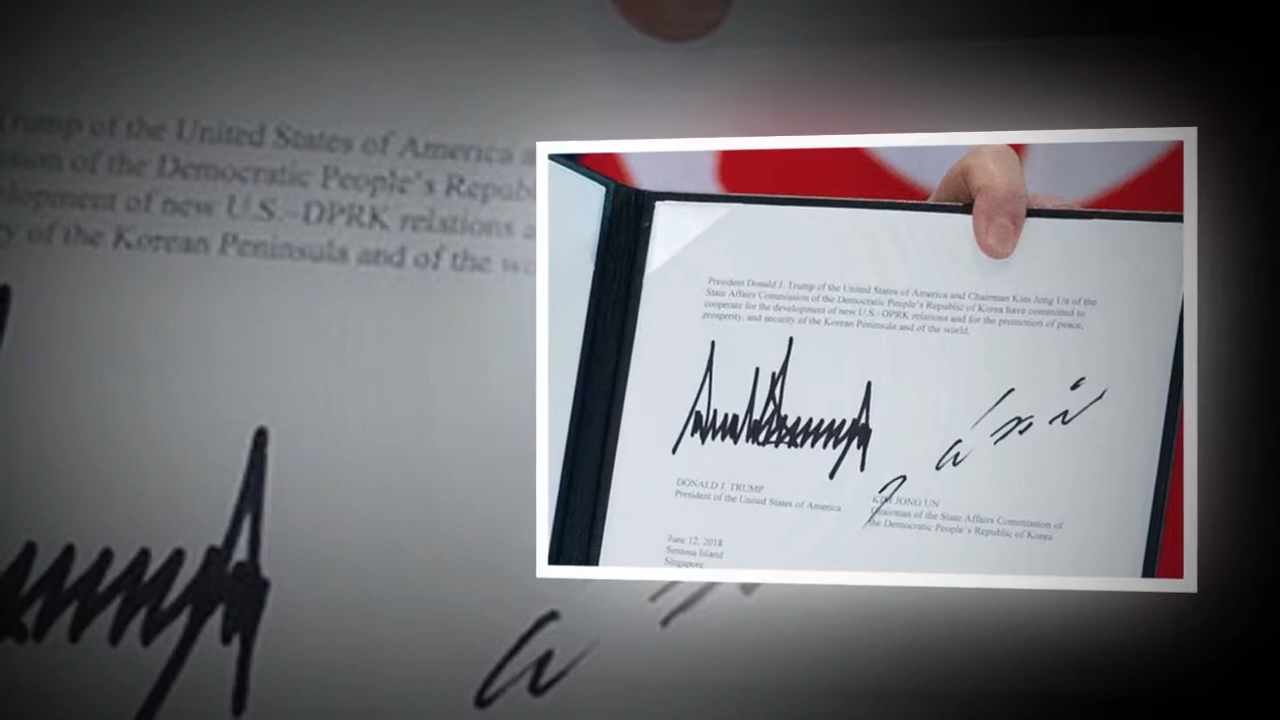 Trump of the United States of America
of the Democratic People's
of new U.S.–DPRK relations
of the Korean Peninsula and of the
President Donald J. Trump of the United States of America and Chairman Kim Jong Un of the
State Affairs Commission of the Democratic People's Republic of Korea have committed to
cooperate for the development of new U.S.–DPRK relations and for the promotion of peace,
prosperity, and security of the Korean Peninsula and of the world.
DONALD J. TRUMP
President of the United States of America
KIM JONG UN
Chairman of the State Affairs Commission of
the Democratic People's Republic of Korea
June 12, 2018
Sentosa Island
Singapore